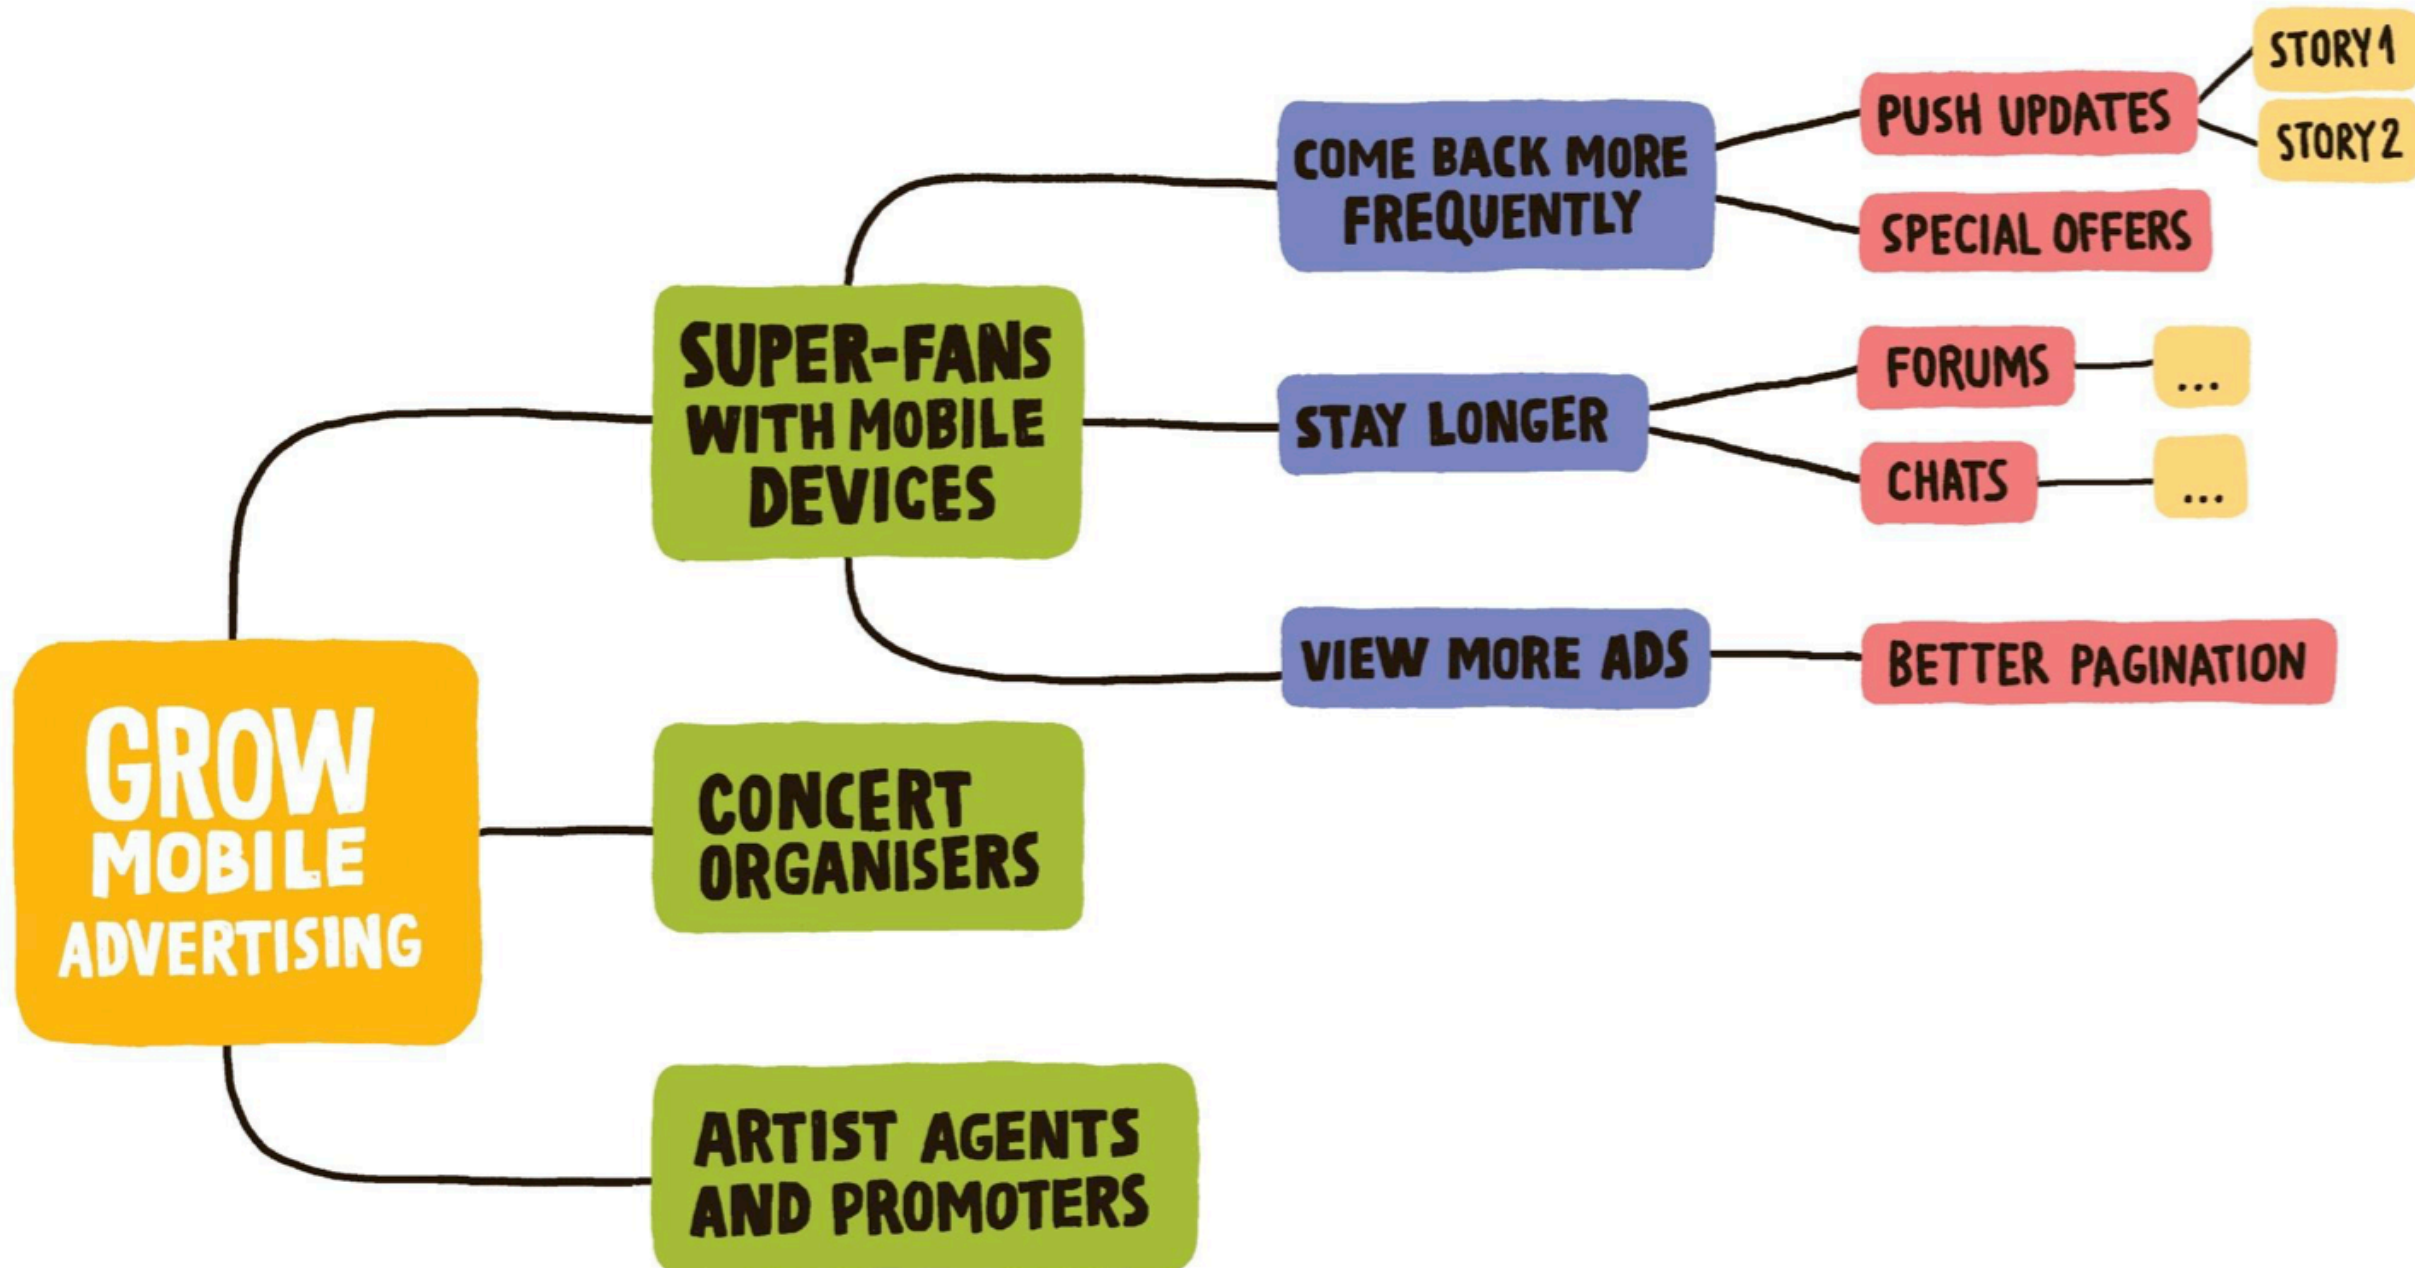 STORY 1
PUSH UPDATES
STORY 2
COME BACK MORE
FREQUENTLY
SPECIAL OFFERS
SUPER-FANS
WITH MOBILE
DEVICES
FORUMS
...
STAY LONGER
CHATS
...
VIEW MORE ADS
BETTER PAGINATION
GROW
MOBILE
ADVERTISING
CONCERT
ORGANISERS
ARTIST AGENTS
AND PROMOTERS